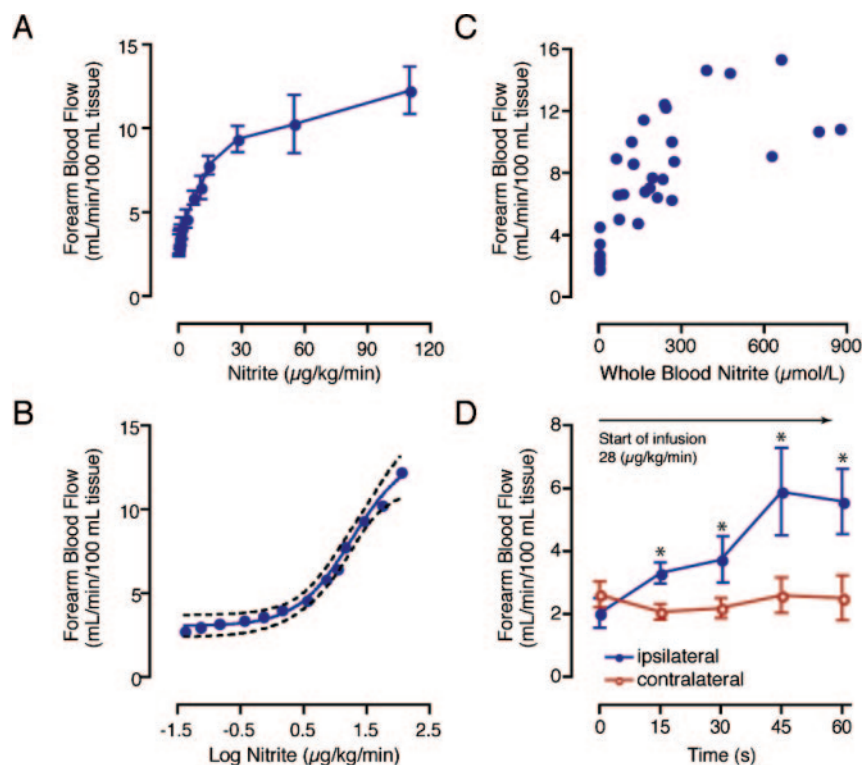 A
Forearm Blood Flow
(mL/min/100 mL tissue)
15
10
5
0
0 30 60 90 120
Nitrite (µg/kg/min)
B
Forearm Blood Flow
(mL/min/100 mL tissue)
15
10
5
0
-1.5 -0.5 0.5 1.5 2.5
Log Nitrite (µg/kg/min)
C
Forearm Blood Flow
(mL/min/100 mL tissue)
16
12
8
4
0
0 300 600 900
Whole Blood Nitrite (µmol/L)
D
Forearm Blood Flow
(mL/min/100 mL tissue)
8
6
4
2
0
Start of infusion
28 (µg/kg/min)
* * * *
ipsilateral
contralateral
0 15 30 45 60
Time (s)